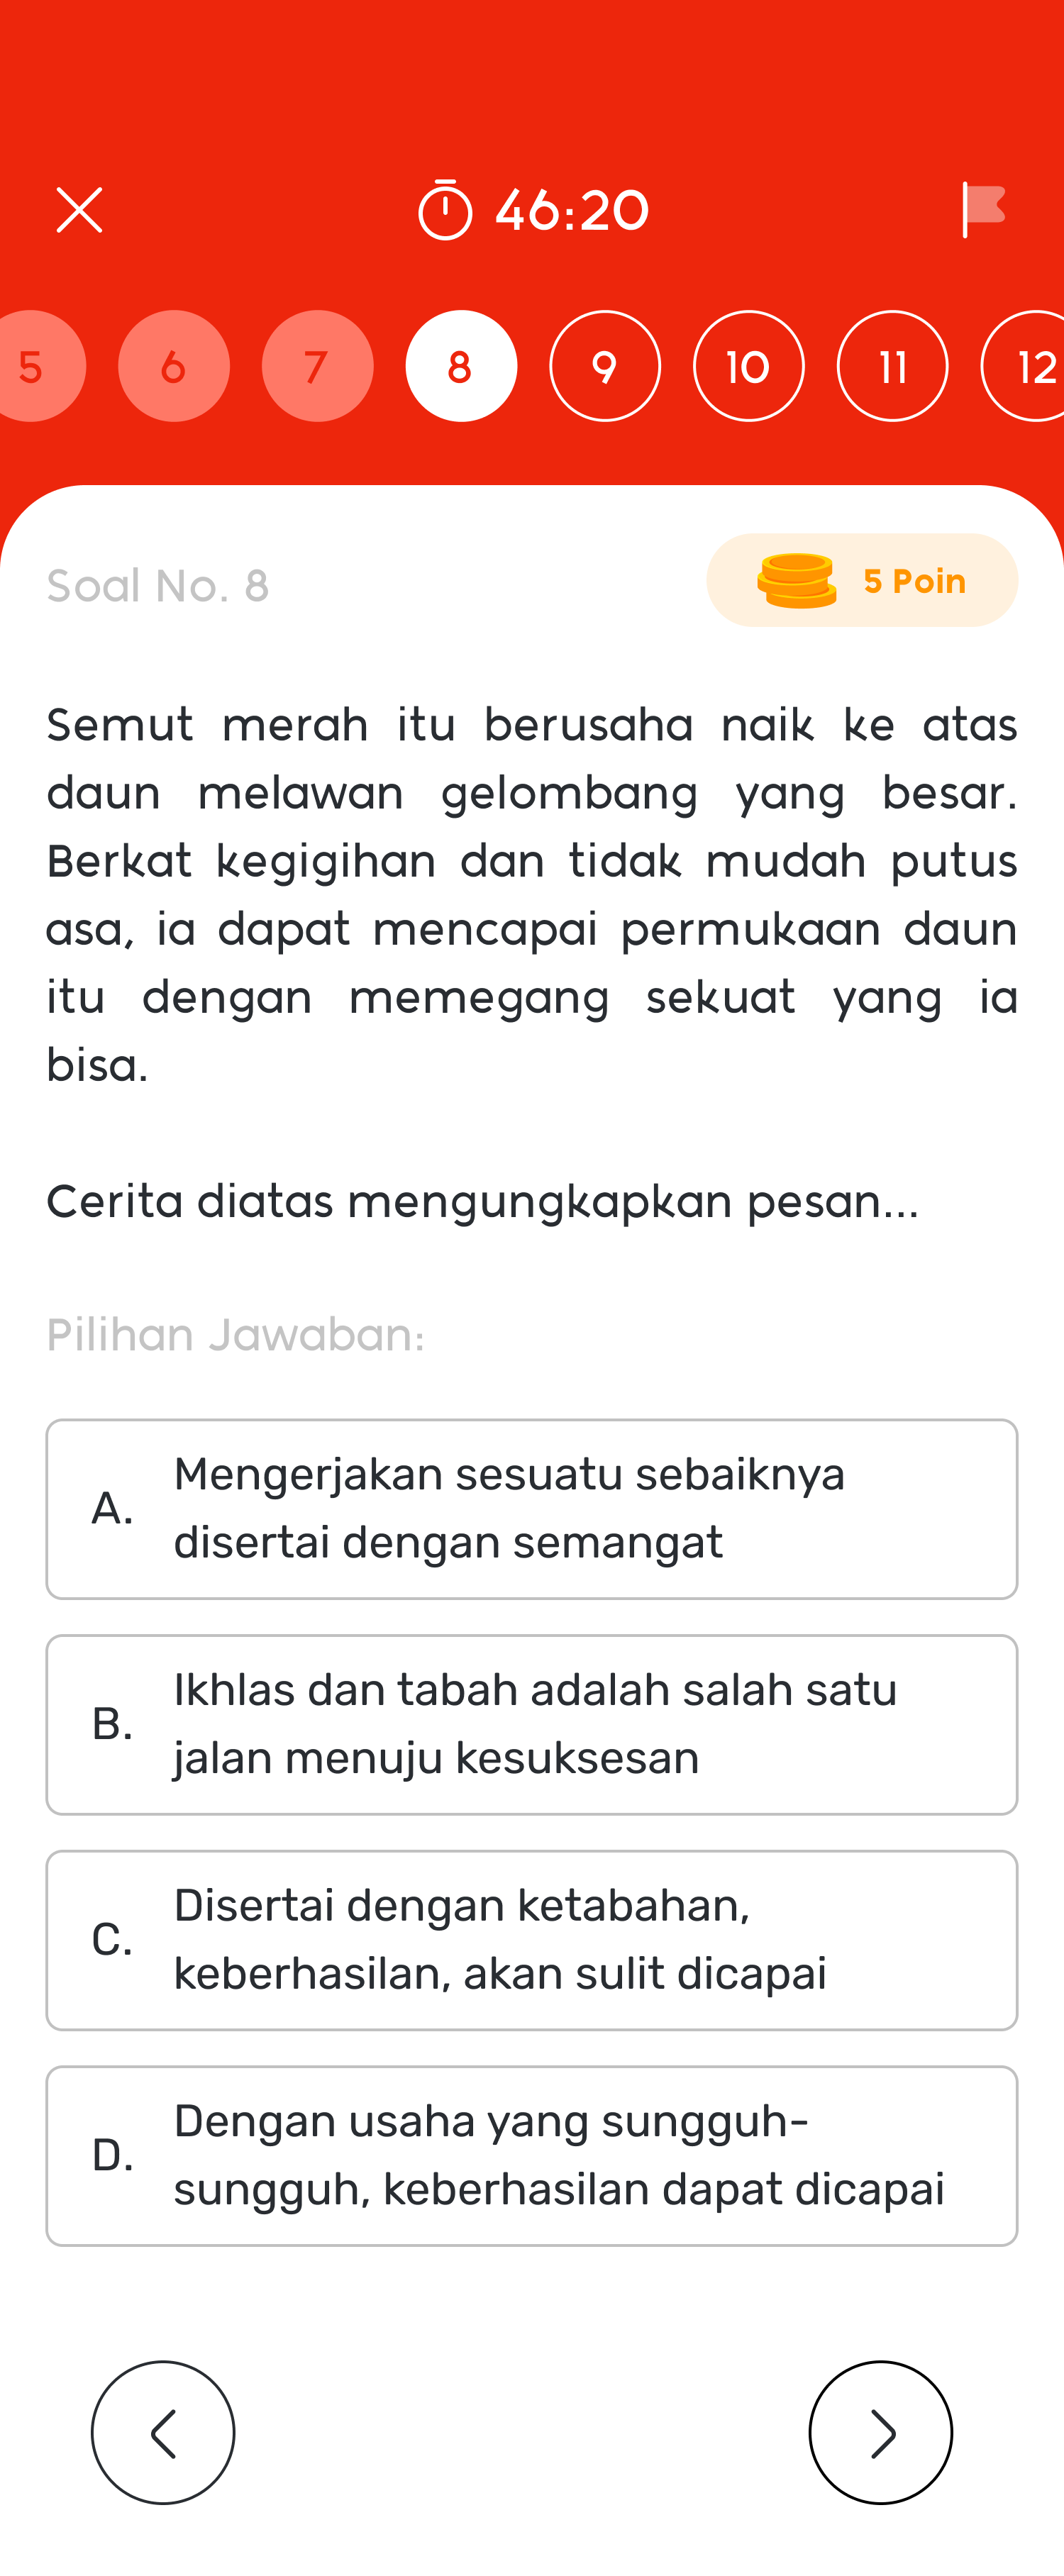 46:20
5 6 7 8 9 10 11 12
Soal No. 8
5 Poin
Semut merah itu berusaha naik ke atas
daun melawan gelombang yang besar.
Berkat kegigihan dan tidak mudah putus
asa, ia dapat mencapai permukaan daun
itu dengan memegang sekuat yang ia
bisa.
Cerita diatas mengungkapkan pesan...
Pilihan Jawaban:
A. Mengerjakan sesuatu sebaiknya
disertai dengan semangat
B. Ikhlas dan tabah adalah salah satu
jalan menuju kesuksesan
C. Disertai dengan ketabahan,
keberhasilan, akan sulit dicapai
D. Dengan usaha yang sungguh-
sungguh, keberhasilan dapat dicapai